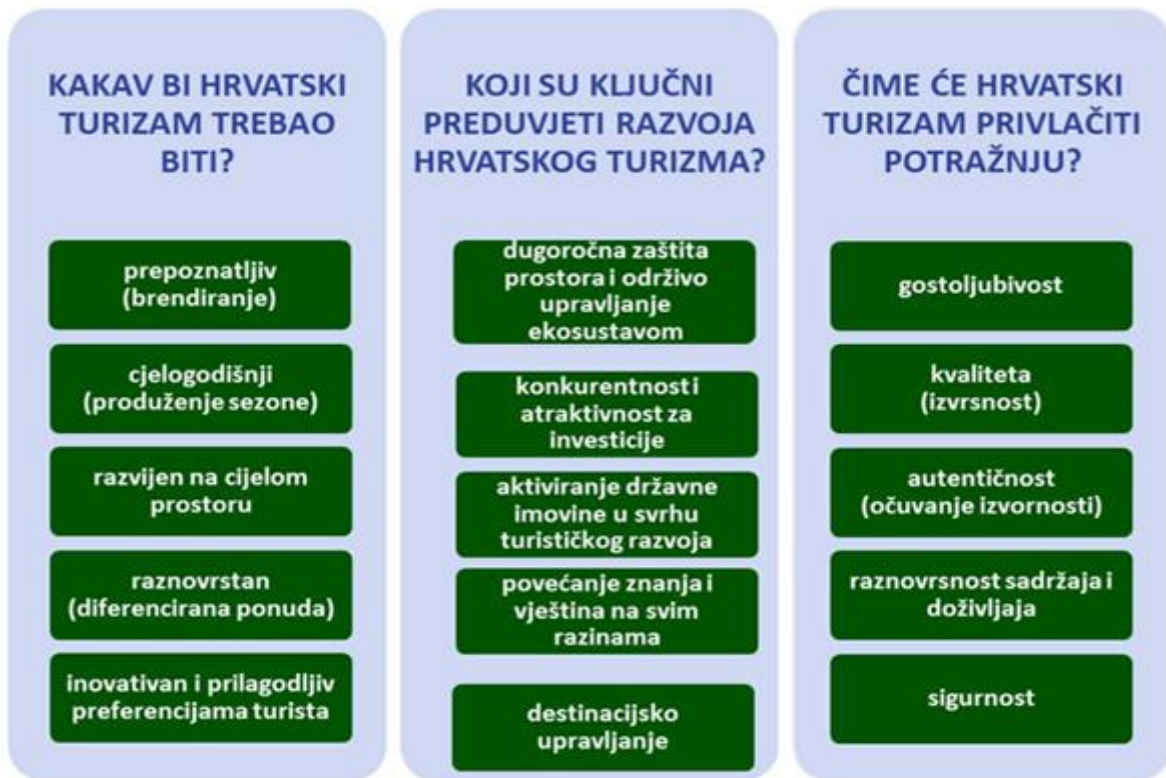 KAKAV BI HRVATSKI
TURIZAM TREBAO
BITI?
prepoznatljiv
(brendiranje)
cjelogodišnji
(produženje sezone)
razvijen na cijelom
prostoru
raznovrstan
(diferencirana ponuda)
inovativan i prilagodljiv
preferencijama turista
KOJI SU KLJUČNI
PREDUVJETI RAZVOJA
HRVATSKOG TURIZMA?
dugoročna zaštita
prostora i održivo
upravljanje
ekosustavom
konkurentnost i
atraktivnost za
investicije
aktiviranje državne
imovine u svrhu
turističkog razvoja
povećanje znanja i
vještina na svim
razinama
destinacijsko
upravljanje
ČIME ĆE HRVATSKI
TURIZAM PRIVLAČITI
POTRAŽNJU?
gostoljubivost
kvaliteta
(izvrsnost)
autentičnost
(očuvanje izvornosti)
raznovrsnost sadržaja i
doživljaja
sigurnost